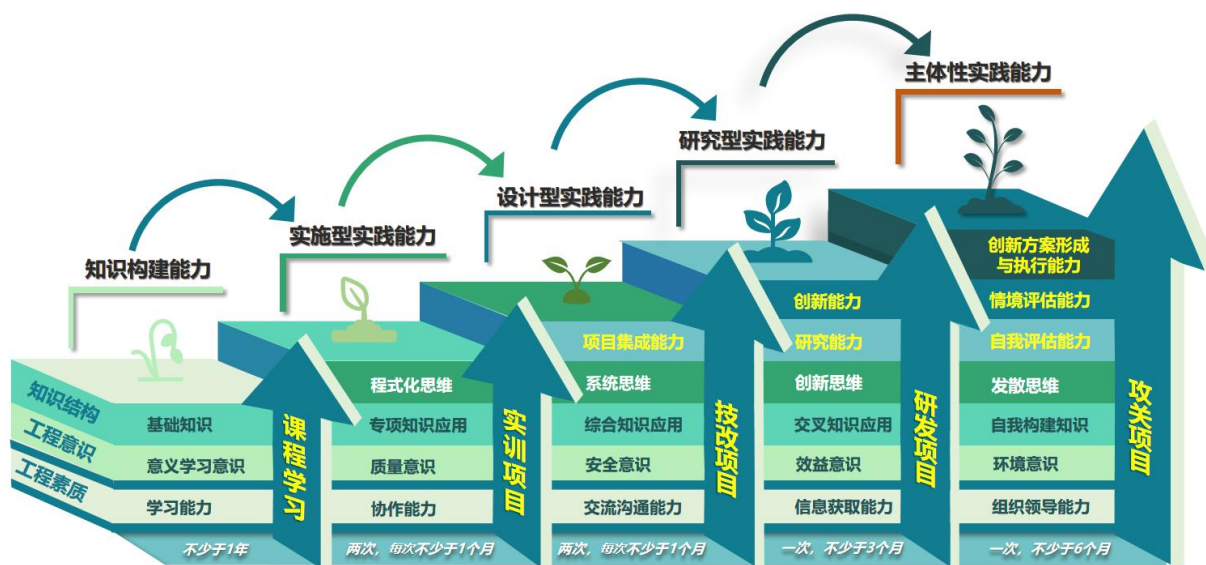 主体性实践能力
研究型实践能力
设计型实践能力
实施型实践能力
知识构建能力
创新方案形成
与执行能力
创新能力
情境评估能力
项目集成能力
研究能力
自我评估能力
程式化思维
系统思维
创新思维
发散思维
知识结构
基础知识
专项知识应用
综合知识应用
交叉知识应用
自我构建知识
工程意识
意义学习意识
质量意识
安全意识
效益意识
环境意识
工程素质
学习能力
协作能力
交流沟通能力
信息获取能力
组织领导能力
课程学习
实训项目
技改项目
研发项目
攻关项目
不少于1年
两次，每次不少于1个月
两次，每次不少于1个月
一次，不少于3个月
一次，不少于6个月